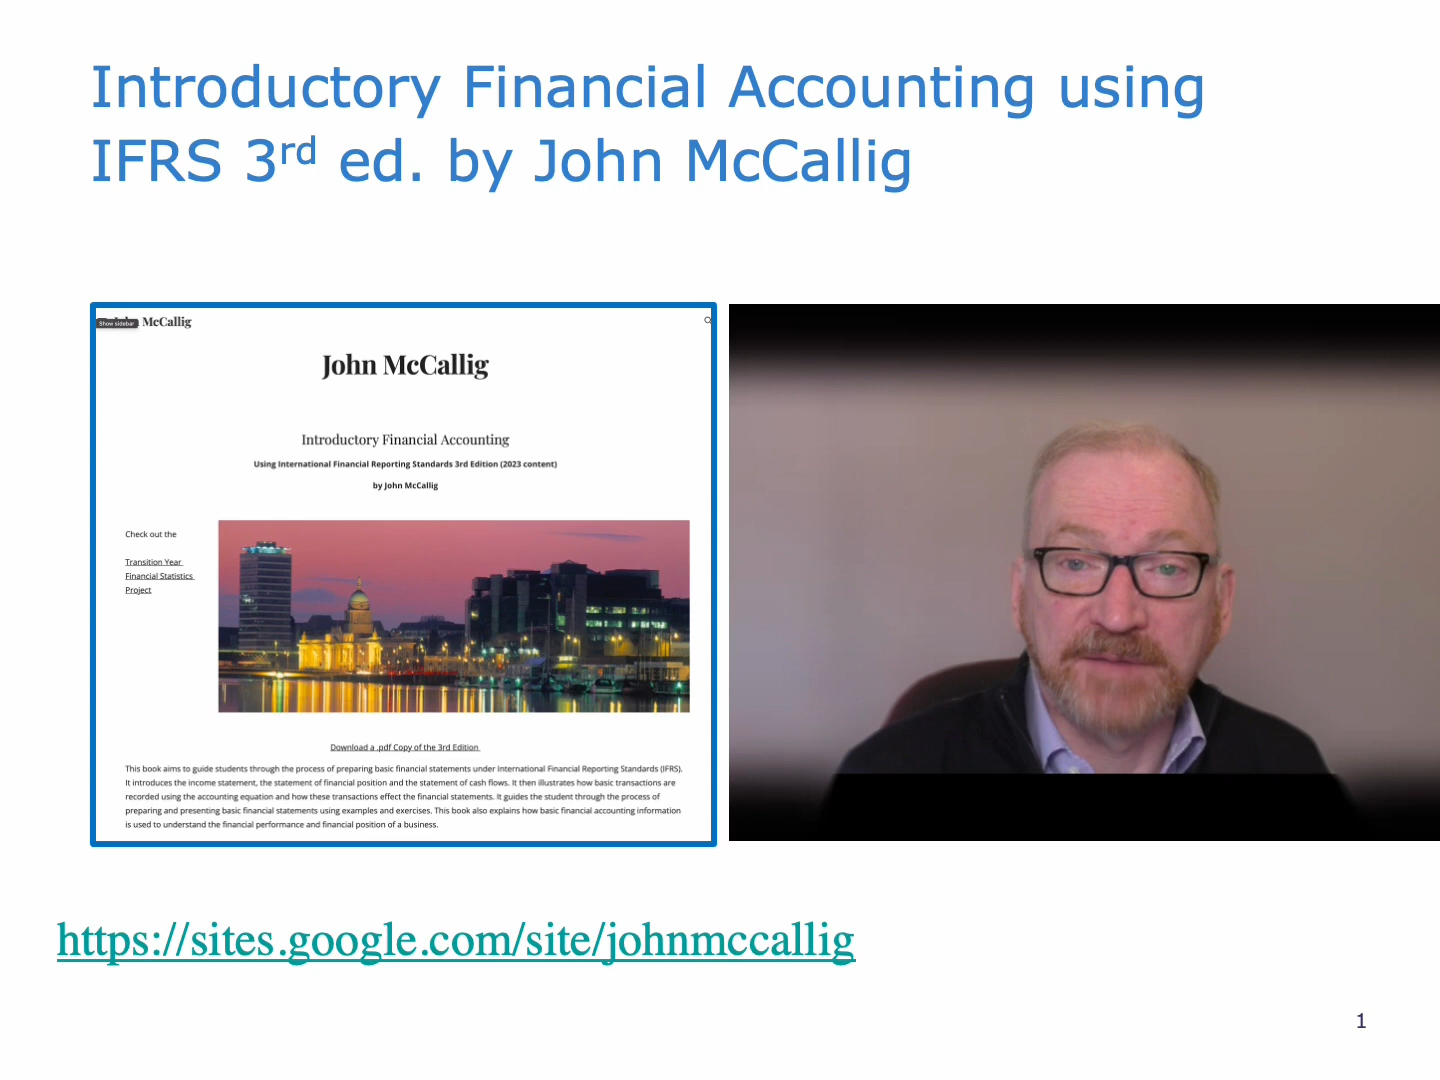 Introductory Financial Accounting using
IFRS 3rd ed. by John McCallig
Show sidebar
McCallig
John McCallig
Introductory Financial Accounting
Using International Financial Reporting Standards 3rd Edition (2023 content)
by John McCallig
Check out the
Transition Year
Financial Statistics
Project
Download a .pdf Copy of the 3rd Edition
This book aims to guide students through the process of preparing basic financial statements under International Financial Reporting Standards (IFRS).
It introduces the income statement, the statement of financial position and the statement of cash flows. It then illustrates how basic transactions are
recorded using the accounting equation and how these transactions effect the financial statements. It guides the student through the process of
preparing and presenting basic financial statements using examples and exercises. This book also explains how basic financial accounting information
is used to understand the financial performance and financial position of a business.
https://sites.google.com/site/johnmccallig
1